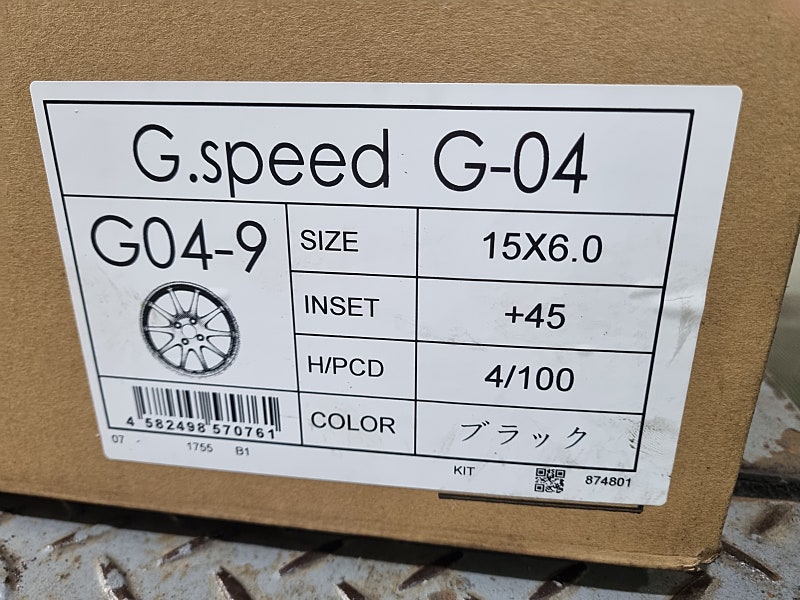 G.speed G-04
G04-9
SIZE 15X6.0
INSET +45
H/PCD 4/100
COLOR ブラック
4 582498 570761
07 1755 B1
KIT 874801